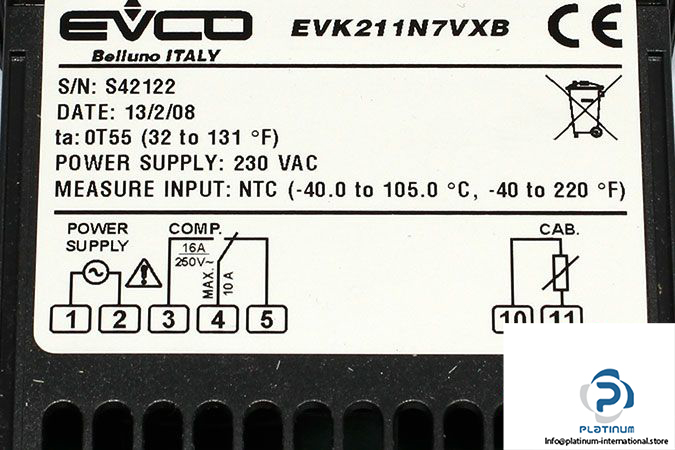 EVCO
EVK211N7VXB
CE
Belluno ITALY
S/N: S42122
DATE: 13/2/08
ta: 0T55 (32 to 131 °F)
POWER SUPPLY: 230 VAC
MEASURE INPUT: NTC (-40.0 to 105.0 °C, -40 to 220 °F)
POWER
SUPPLY
COMP.
16A
250V~
MAX.
10 A
CAB.
1 2 3 4 5 10 11
PLATINUM
Info@platinum-international.store